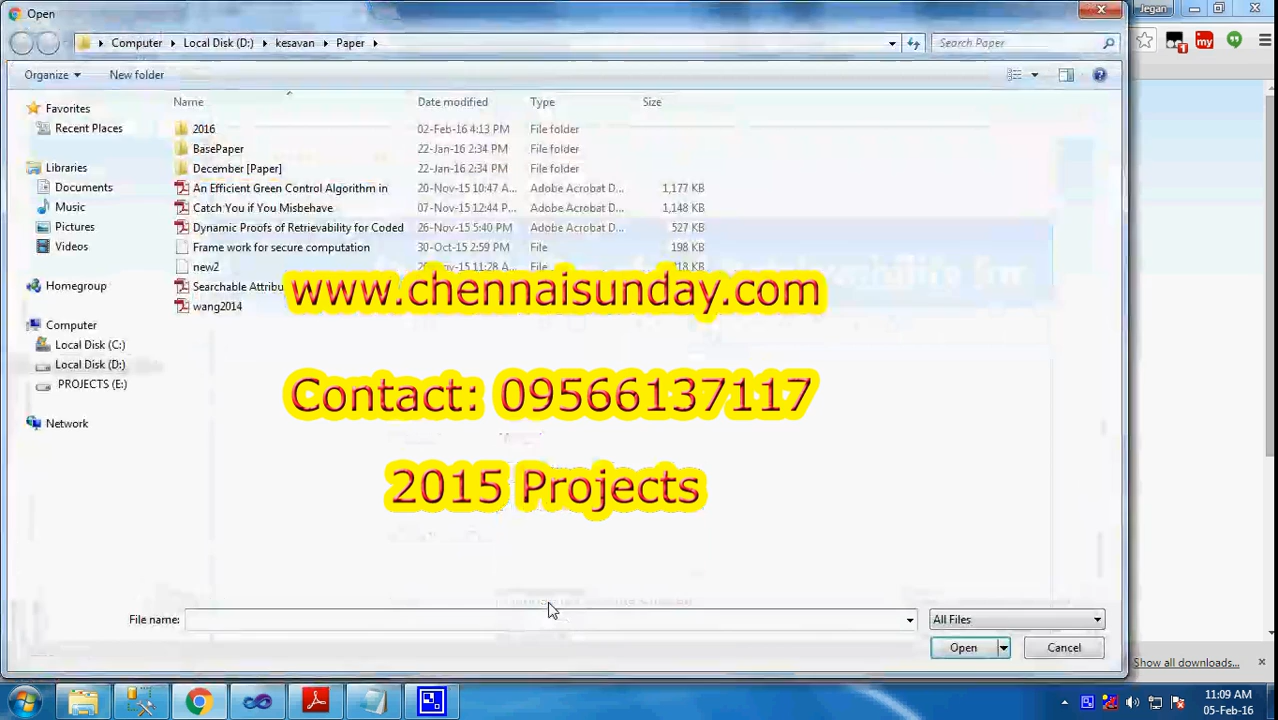 Open
Jegan
Computer Local Disk (D:) kesavan Paper
Search Paper
Organize New folder
Name Date modified Type Size
Favorites
Recent Places
Libraries
Documents
Music
Pictures
Videos
Homegroup
Computer
Local Disk (C:)
Local Disk (D:)
PROJECTS (E:)
Network
2016 02-Feb-16 4:13 PM File folder
BasePaper 22-Jan-16 2:34 PM File folder
December [Paper] 22-Jan-16 2:34 PM File folder
An Efficient Green Control Algorithm in 20-Nov-15 10:47 A... Adobe Acrobat D... 1,177 KB
Catch You if You Misbehave 07-Nov-15 12:44 P... Adobe Acrobat D... 1,148 KB
Dynamic Proofs of Retrievability for Coded 26-Nov-15 5:40 PM Adobe Acrobat D... 527 KB
Frame work for secure computation 30-Oct-15 2:59 PM File 198 KB
new2 11:28 A... File KB
Searchable
wang2014
www.chennaisunday.com
Contact: 09566137117
2015 Projects
File name:
All Files
Open Cancel
Show all downloads...
11:09 AM
05-Feb-16